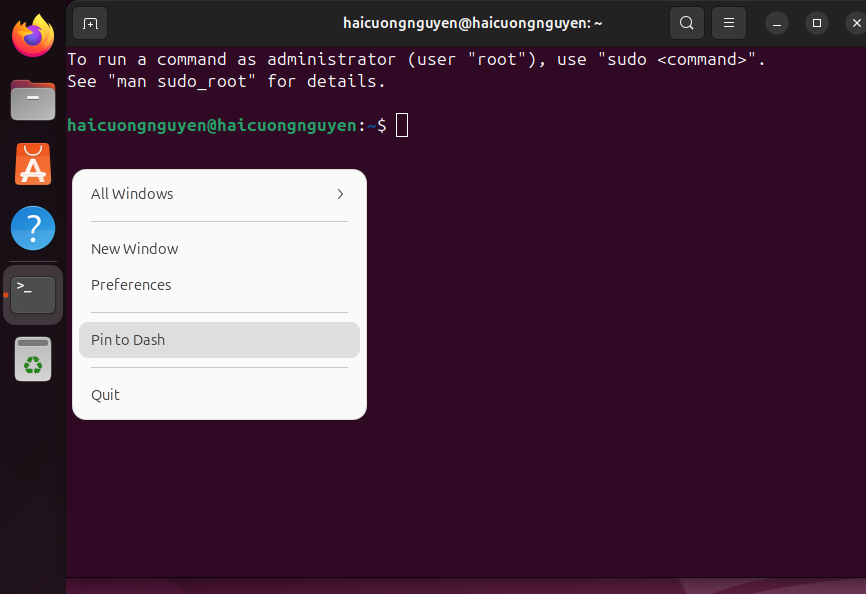 haicuongnguyen@haicuongnguyen: ~
To run a command as administrator (user "root"), use "sudo <command>".
See "man sudo_root" for details.
haicuongnguyen@haicuongnguyen:~$
All Windows
New Window
Preferences
Pin to Dash
Quit